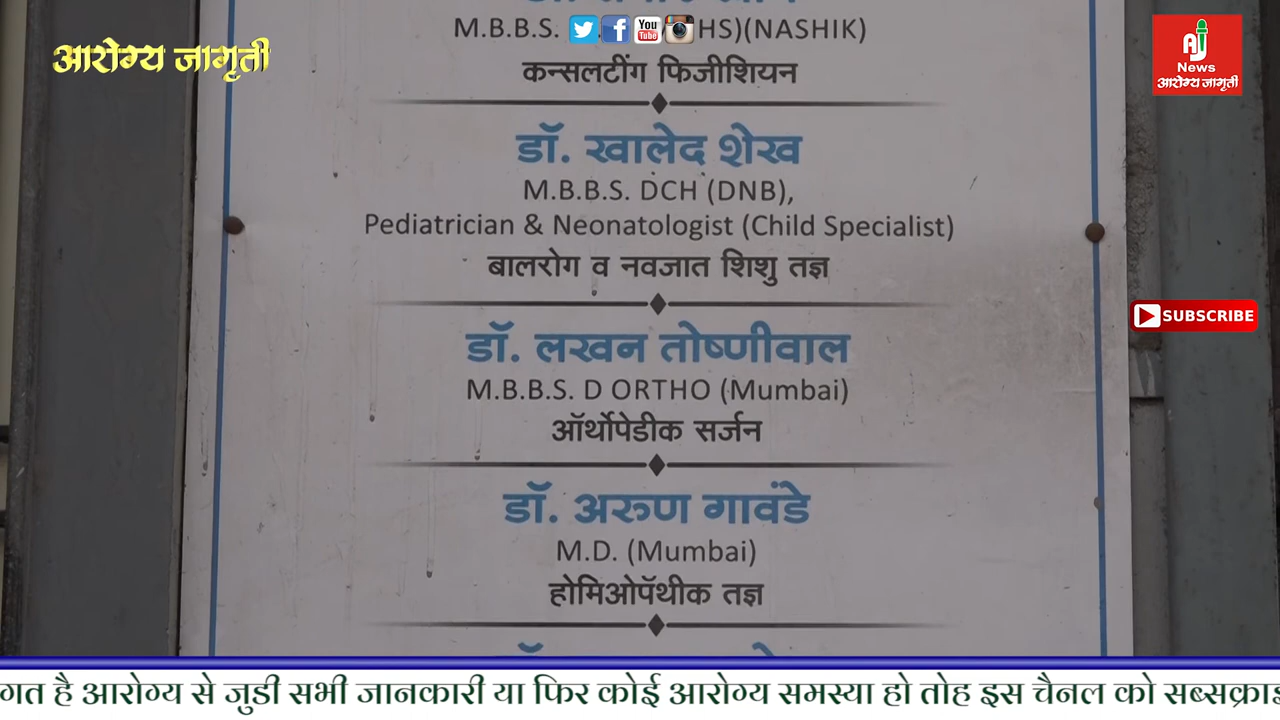 आरोग्य जागृती
AJ
News
आरोग्य जागृती
M.B.B.S.
HS)(NASHIK)
You
Tube
कन्सलटींग फिजीशियन
डॉ. खालेद शेख
M.B.B.S. DCH (DNB),
Pediatrician & Neonatologist (Child Specialist)
बालरोग व नवजात शिशु तज्ञ
SUBSCRIBE
डॉ. लखन तोष्णीवाल
M.B.B.S. D ORTHO (Mumbai)
ऑर्थोपेडीक सर्जन
डॉ. अरुण गावंडे
M.D. (Mumbai)
होमिओपॅथीक तज्ञ
गत है आरोग्य से जुडी सभी जानकारी या फिर कोई आरोग्य समस्या हो तोह इस चैनल को सब्सक्राइ